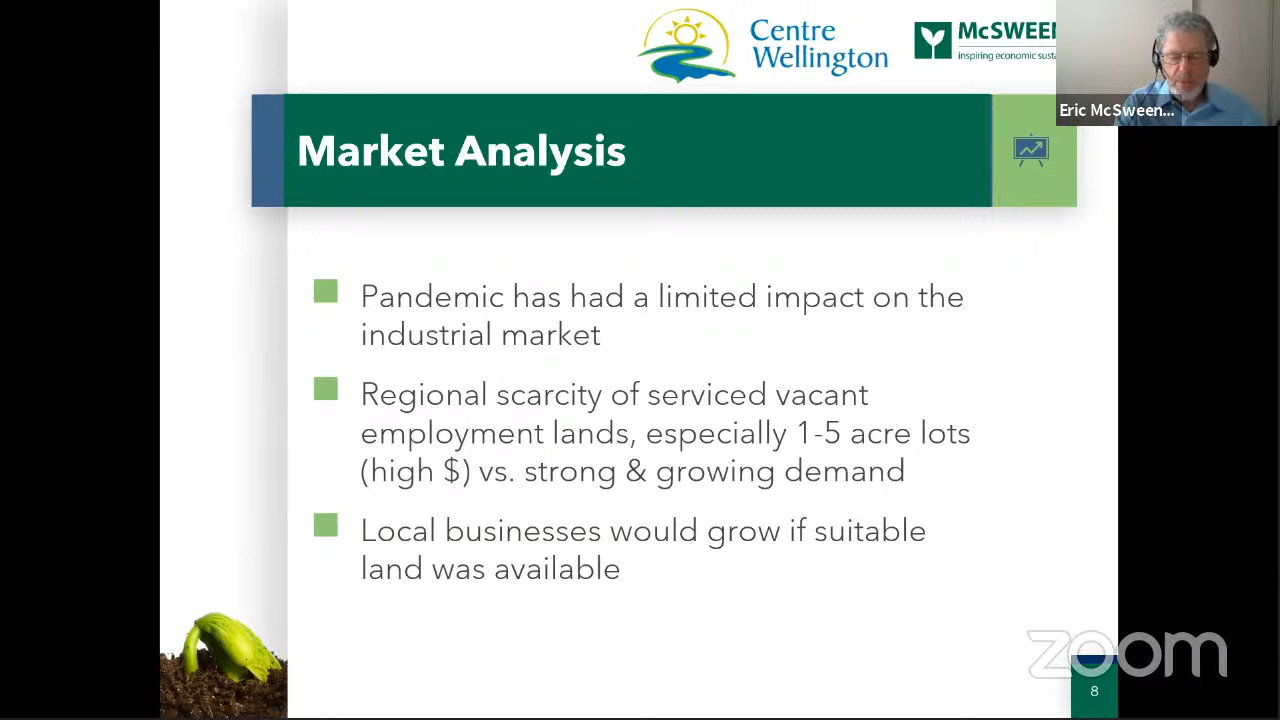 Centre
Wellington
McSWEEN
inspiring economic susta
Eric McSween...
Market Analysis
Pandemic has had a limited impact on the
industrial market
Regional scarcity of serviced vacant
employment lands, especially 1-5 acre lots
(high $) vs. strong & growing demand
Local businesses would grow if suitable
land was available
zoom
8